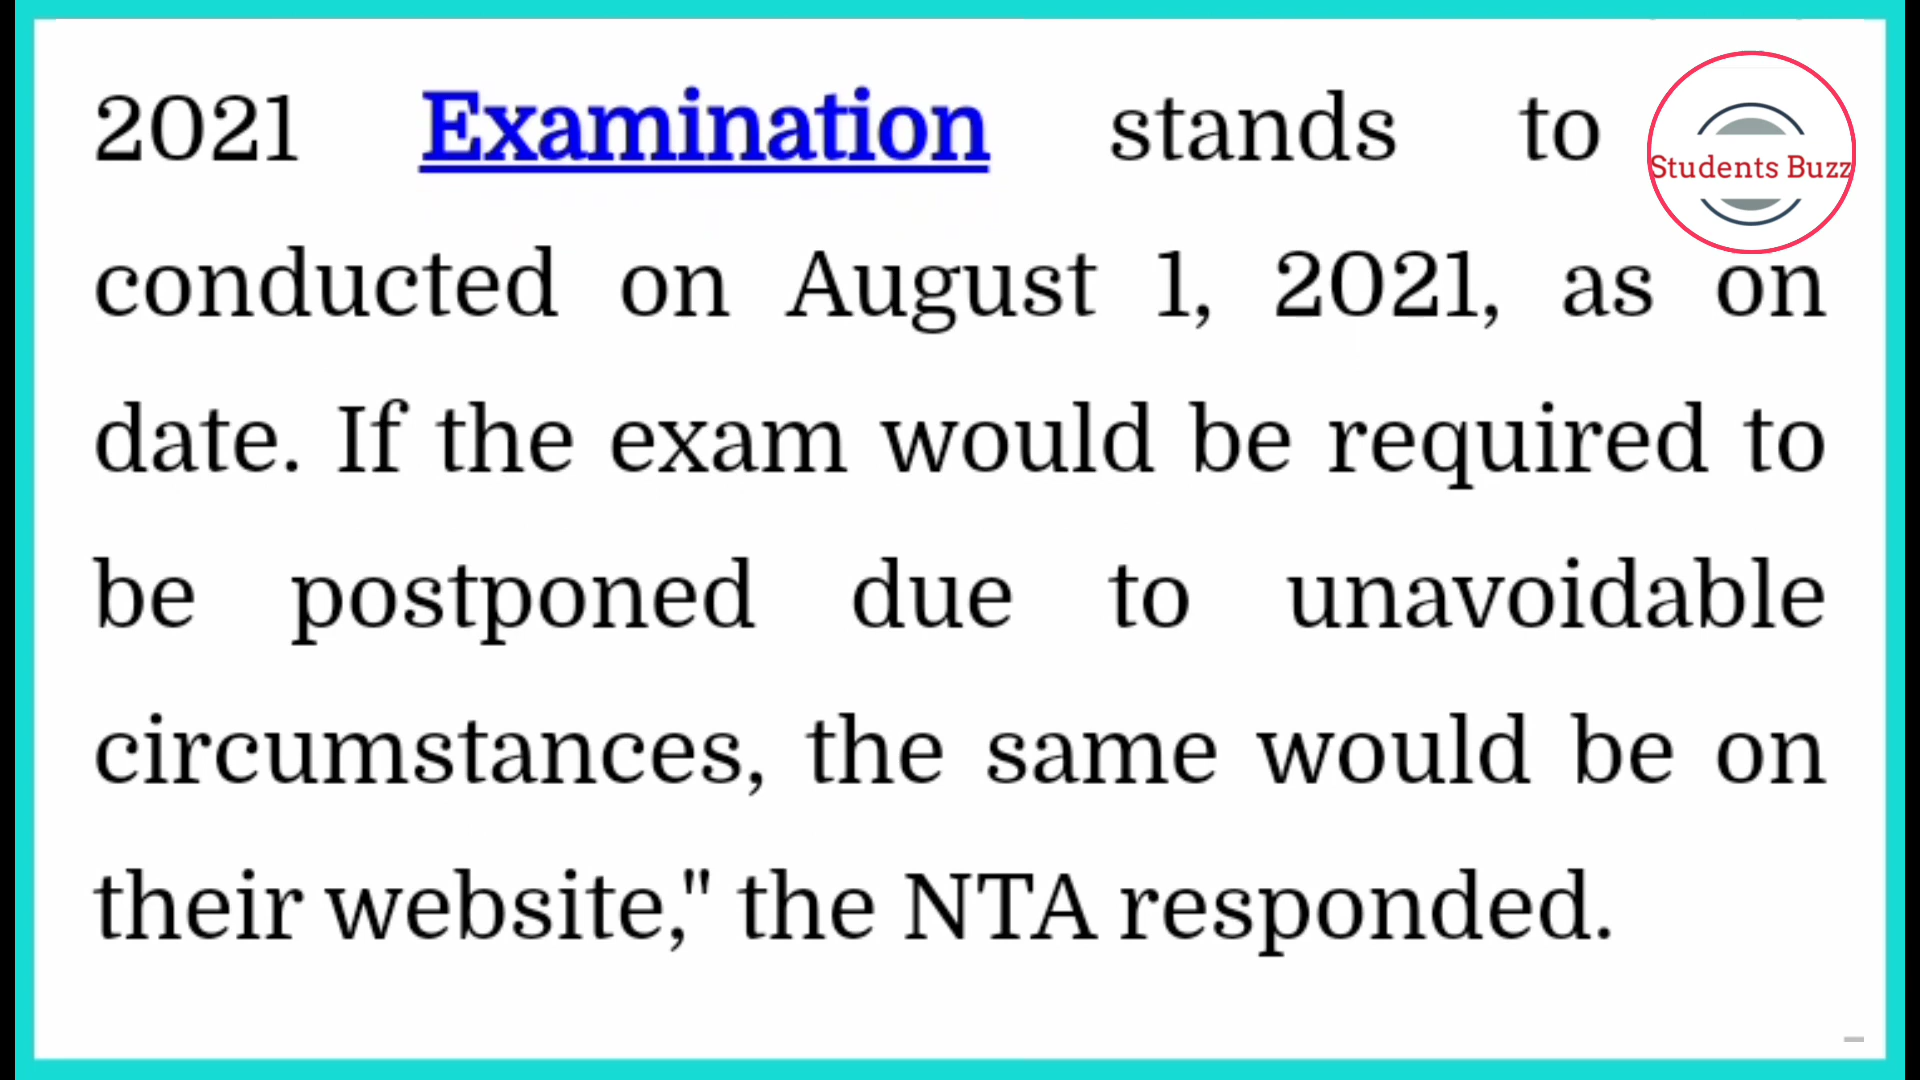 2021 Examination stands to
Students Buzz
conducted on August 1, 2021, as on
date. If the exam would be required to
be postponed due to unavoidable
circumstances, the same would be on
their website," the NTA responded.